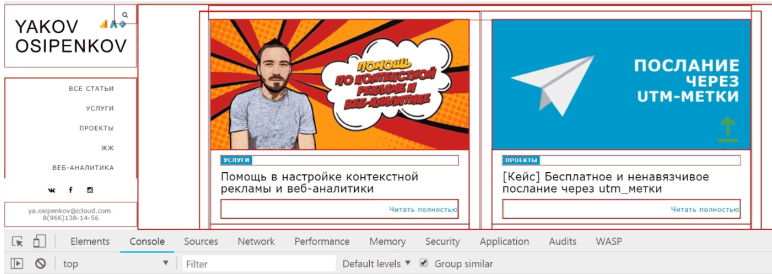 YAKOV
OSIPENKOV
ВСЕ СТАТЬИ
УСЛУГИ
ПРОЕКТЫ
ЖЖ
ВЕБ-АНАЛИТИКА
ya.osipenkov@icloud.com
8(966)138-14-56
ПОМОЩЬ
ПО КОНТЕКСТНОЙ
РЕКЛАМЕ И
ВЕБ-АНАЛИТИКЕ
УСЛУГИ
Помощь в настройке контекстной
рекламы и веб-аналитики
Читать полностью
ПОСЛАНИЕ
ЧЕРЕЗ
UTM-МЕТКИ
ПРОЕКТЫ
[Кейс] Бесплатное и ненавязчивое
послание через utm_метки
Читать полностью
Elements Console Sources Network Performance Memory Security Application Audits WASP
top Filter Default levels Group similar